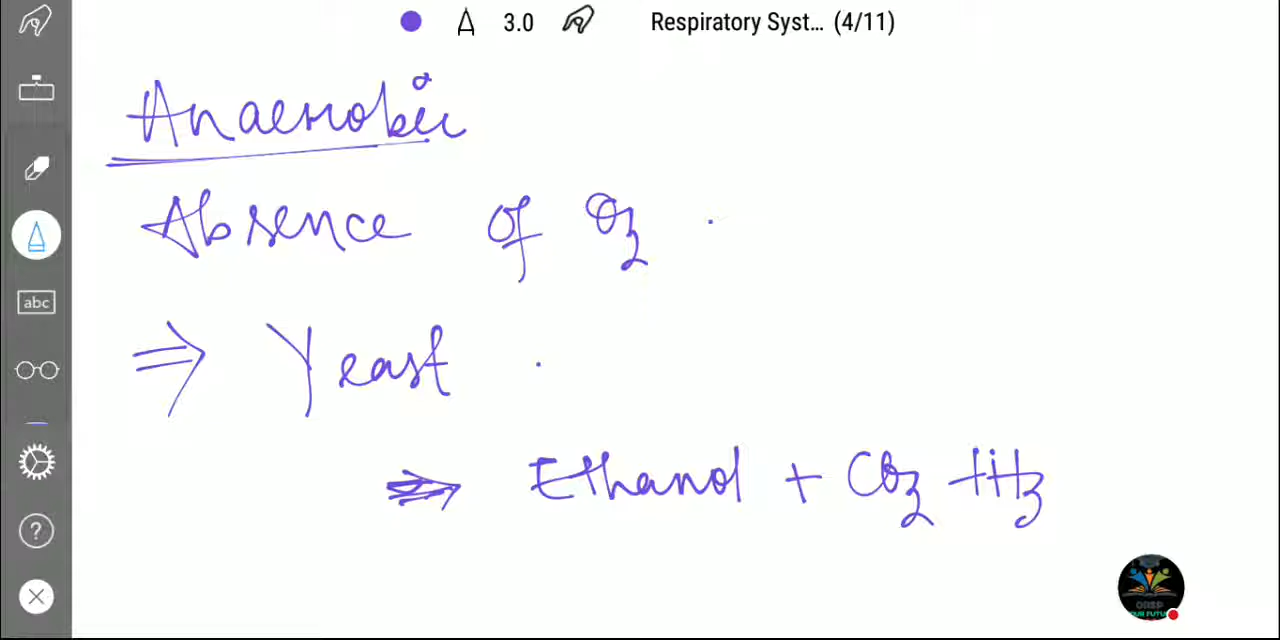 3.0 Respiratory Syst... (4/11)
Anaerobic
Absence of O2
abc
⇒ Yeast
⇒ Ethanol + CO2 + H2
?